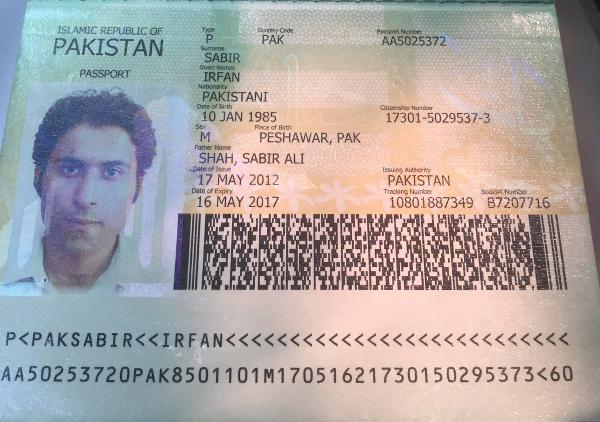 ISLAMIC REPUBLIC OF
PAKISTAN
PASSPORT
Type Country Code Passport Number
P PAK AA5025372
Surname
SABIR
Given Names
IRFAN
Nationality
PAKISTANI
Date of Birth Citizenship Number
10 JAN 1985 17301-5029537-3
Sex Place of Birth
M PESHAWAR, PAK
Father Name
SHAH, SABIR ALI
Date of Issue Issuing Authority
17 MAY 2012 PAKISTAN
Date of Expiry Tracking Number Booklet Number
16 MAY 2017 10801887349 B7207716
P<PAKSABIR<<IRFAN<<<<<<<<<<<<<<<<<<<<<<<<<<<
AA50253720PAK8501101M17051621730150295373<60